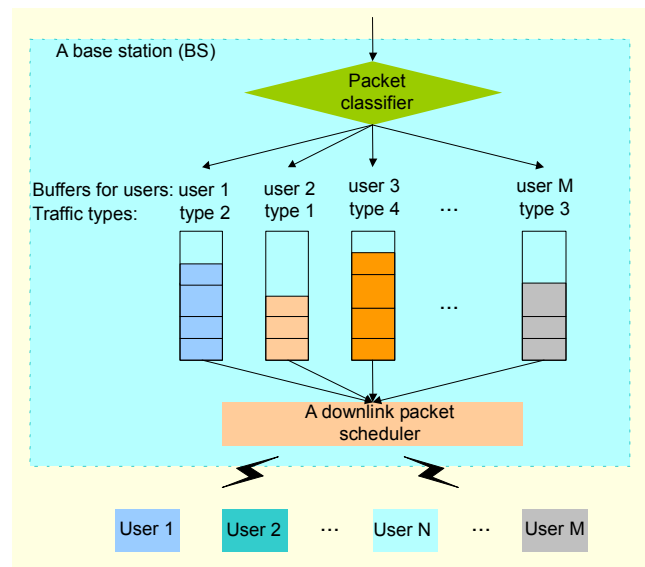 A base station (BS)
Packet
classifier
Buffers for users: user 1 user 2 user 3 user M
Traffic types: type 2 type 1 type 4 ... type 3
...
A downlink packet
scheduler
User 1 User 2 ... User N ... User M